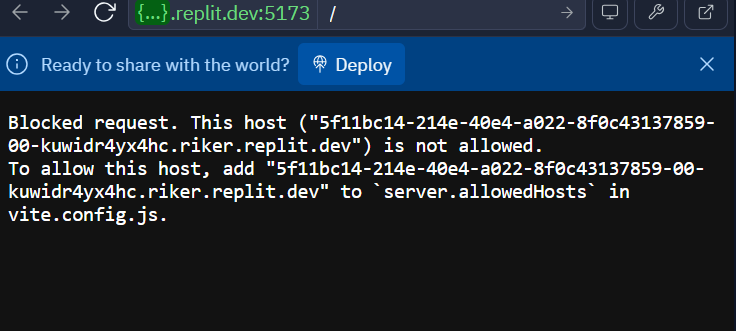 {...}.replit.dev:5173 /
Ready to share with the world? Deploy
Blocked request. This host ("5f11bc14-214e-40e4-a022-8f0c43137859-
00-kuwidr4yx4hc.riker.replit.dev") is not allowed.
To allow this host, add "5f11bc14-214e-40e4-a022-8f0c43137859-00-
kuwidr4yx4hc.riker.replit.dev" to `server.allowedHosts` in
vite.config.js.